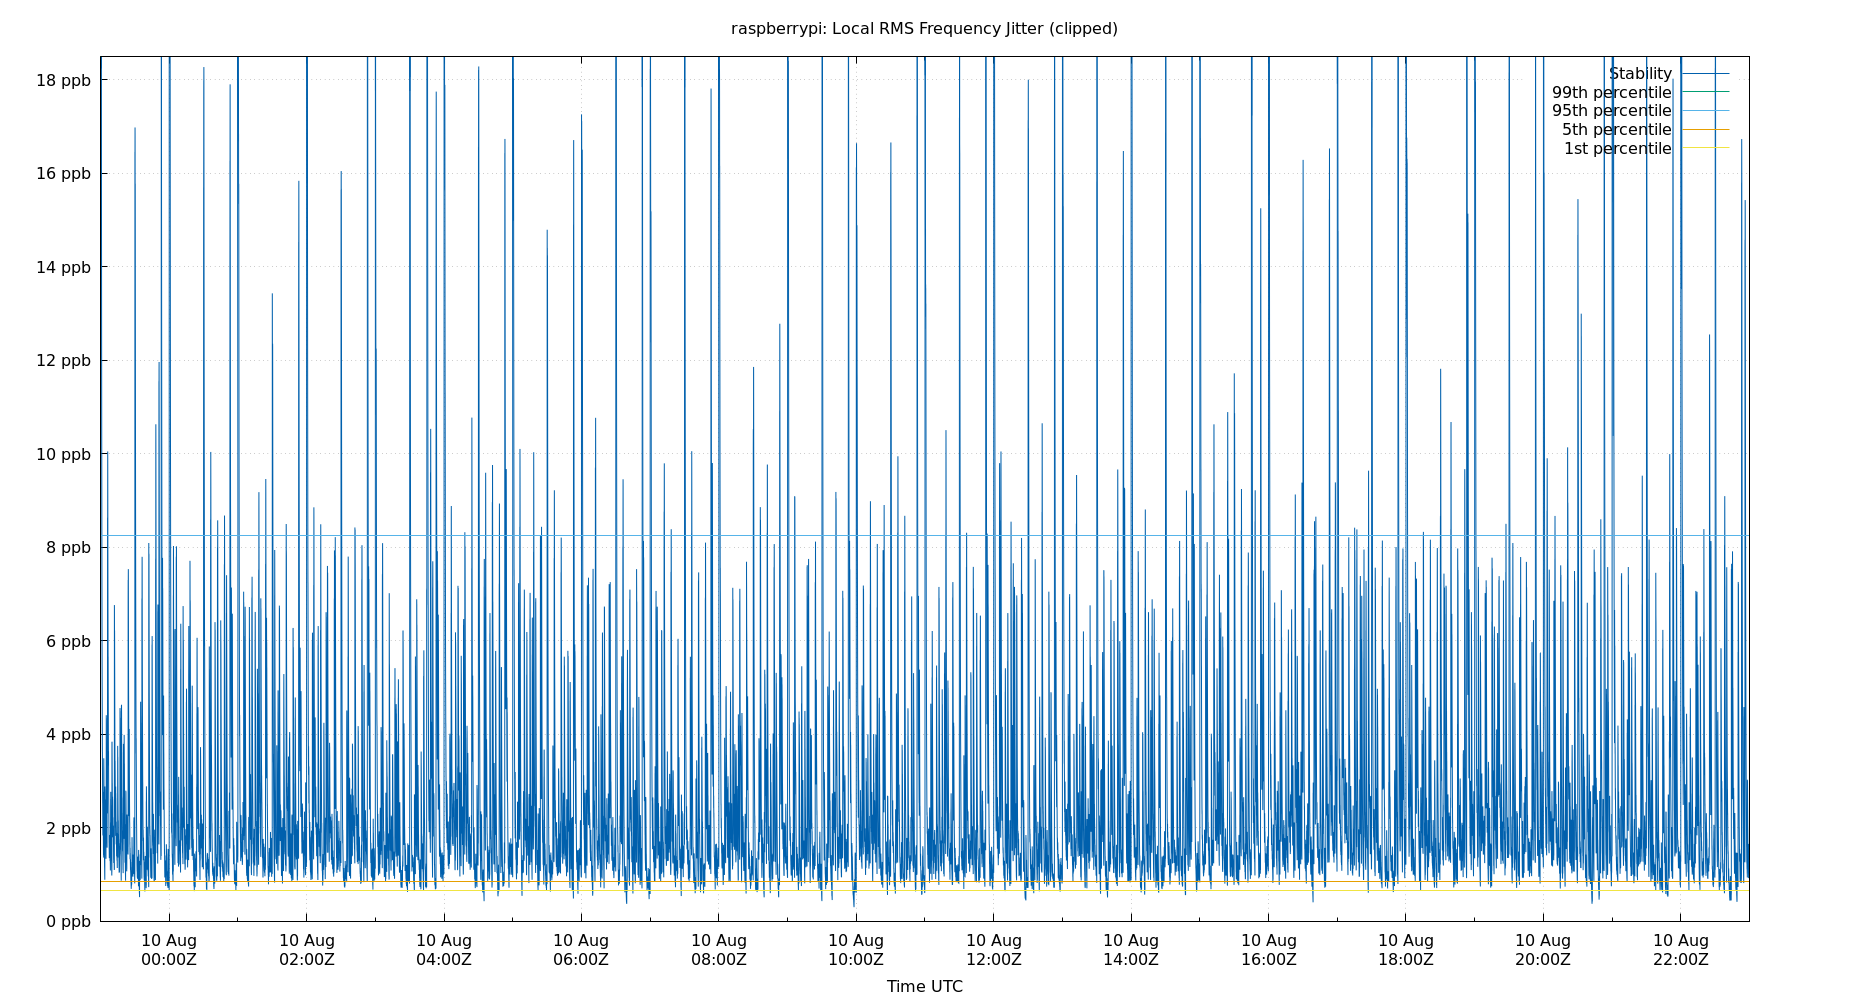 raspberrypi: Local RMS Frequency Jitter (clipped)
Stability
99th percentile
95th percentile
5th percentile
1st percentile
18 ppb
16 ppb
14 ppb
12 ppb
10 ppb
8 ppb
6 ppb
4 ppb
2 ppb
0 ppb
10 Aug 10 Aug 10 Aug 10 Aug 10 Aug 10 Aug 10 Aug 10 Aug 10 Aug 10 Aug 10 Aug 10 Aug
00:00Z 02:00Z 04:00Z 06:00Z 08:00Z 10:00Z 12:00Z 14:00Z 16:00Z 18:00Z 20:00Z 22:00Z
Time UTC